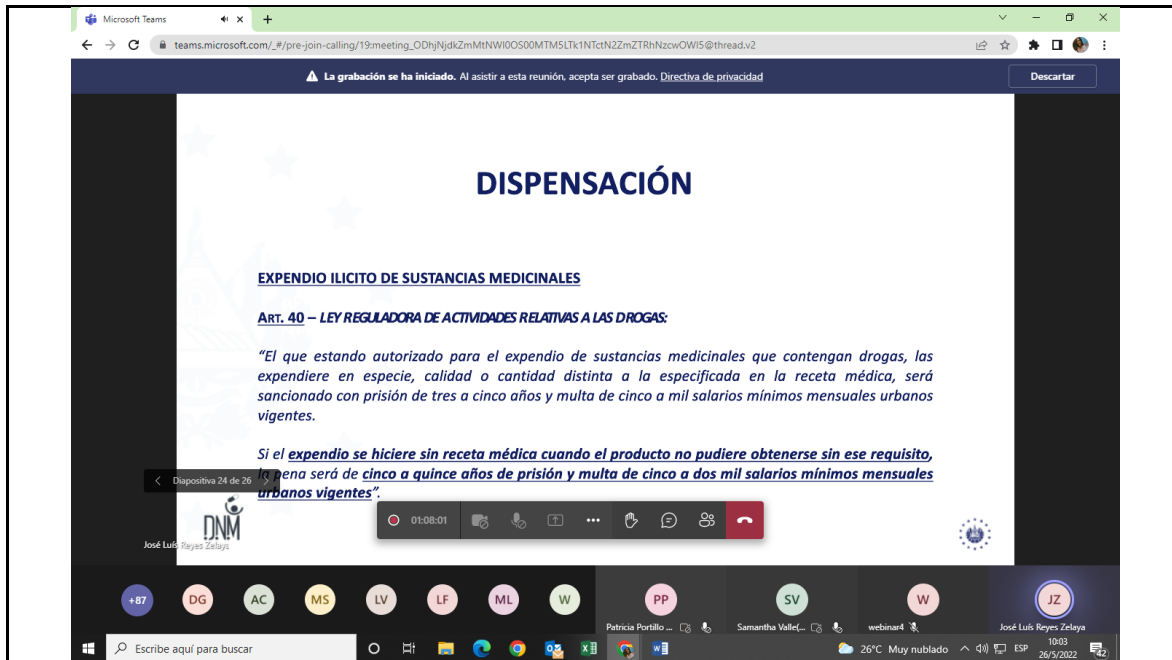 Microsoft Teams
teams.microsoft.com/_#/pre-join-calling/19:meeting_ODhjNjdkZmMtNWI0OS00MTM5LTk1NTctN2ZmZTRhNzcwOWI5@thread.v2
La grabación se ha iniciado. Al asistir a esta reunión, acepta ser grabado. Directiva de privacidad
Descartar
DISPENSACIÓN
EXPENDIO ILICITO DE SUSTANCIAS MEDICINALES
ART. 40 – LEY REGULADORA DE ACTIVIDADES RELATIVAS A LAS DROGAS:
“El que estando autorizado para el expendio de sustancias medicinales que contengan drogas, las
expendiere en especie, calidad o cantidad distinta a la especificada en la receta médica, será
sancionado con prisión de tres a cinco años y multa de cinco a mil salarios mínimos mensuales urbanos
vigentes.
Si el expendio se hiciere sin receta médica cuando el producto no pudiere obtenerse sin ese requisito,
la pena será de cinco a quince años de prisión y multa de cinco a dos mil salarios mínimos mensuales
urbanos vigentes”.
Diapositiva 24 de 26
DNM
José Luís Reyes Zelaya
01:08:01
+87 DG AC MS LV LF ML W PP SV W JZ
Patricia Portillo ... Samantha Valle(... webinar4 José Luís Reyes Zelaya
Escribe aquí para buscar
26°C Muy nublado ESP 10:03
26/5/2022 42